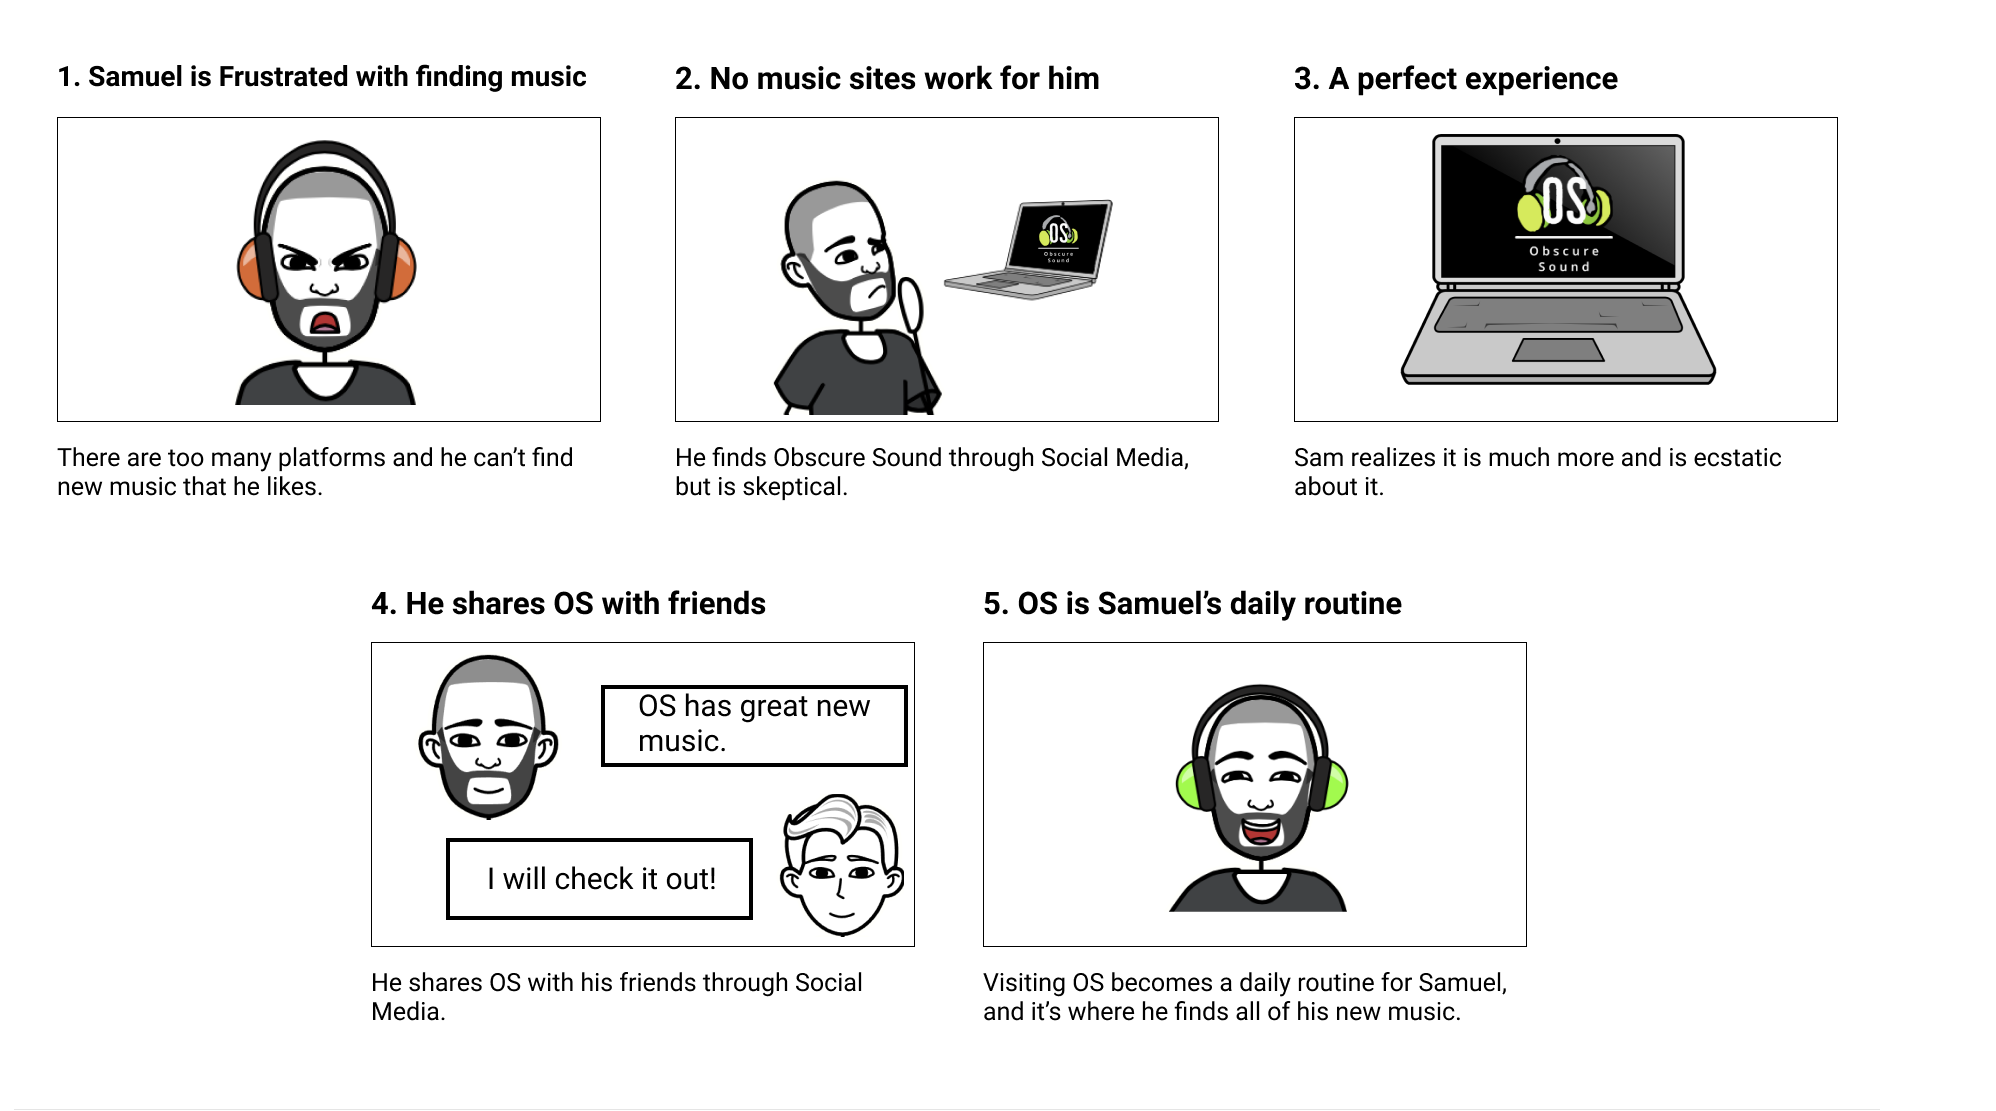 1. Samuel is Frustrated with finding music
There are too many platforms and he can’t find
new music that he likes.
2. No music sites work for him
OS
Obscure
Sound
He finds Obscure Sound through Social Media,
but is skeptical.
3. A perfect experience
OS
Obscure
Sound
Sam realizes it is much more and is ecstatic
about it.
4. He shares OS with friends
OS has great new
music.
I will check it out!
He shares OS with his friends through Social
Media.
5. OS is Samuel’s daily routine
Visiting OS becomes a daily routine for Samuel,
and it’s where he finds all of his new music.